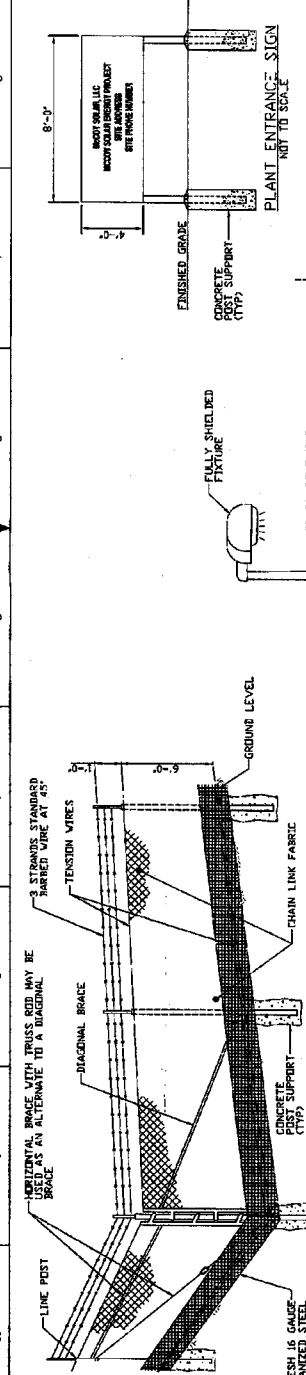 LINE POST
HORIZONTAL BRACE WITH TRUSS ROD MAY BE
USED AS AN ALTERNATE TO A DIAGONAL
BRACE
3 STRANDS STANDARD
BARBED WIRE AT 45°
TENSION WIRES
DIAGONAL BRACE
1'-0"
6'-0"
GROUND LEVEL
CHAIN LINK FABRIC
CONCRETE
POST SUPPORT
(TYP)
16 GAUGE
STEEL
FULLY SHIELDED
FIXTURE
8'-0"
4'-0"
McCOY SOLAR, LLC
McCOY SOLAR ENERGY PROJECT
SITE ADDRESS
SITE PHONE NUMBER
FINISHED GRADE
CONCRETE
POST SUPPORT
(TYP)
PLANT ENTRANCE SIGN
NOT TO SCALE